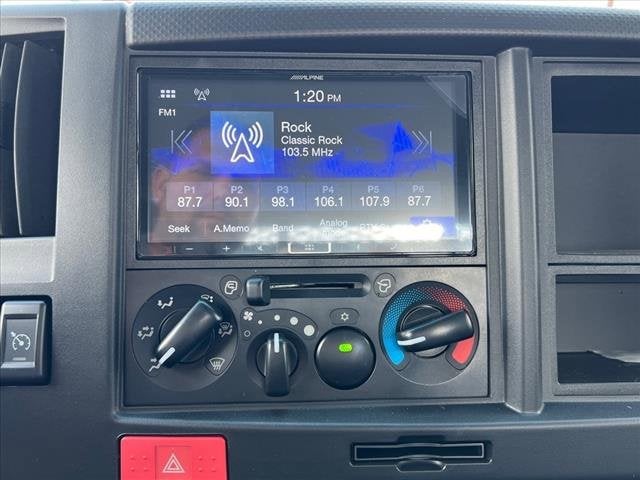 ALPINE
1:20 PM
FM1
Rock
Classic Rock
103.5 MHz
P1 P2 P3 P4 P5 P6
87.7 90.1 98.1 106.1 107.9 87.7
Seek A.Memo Band Analog